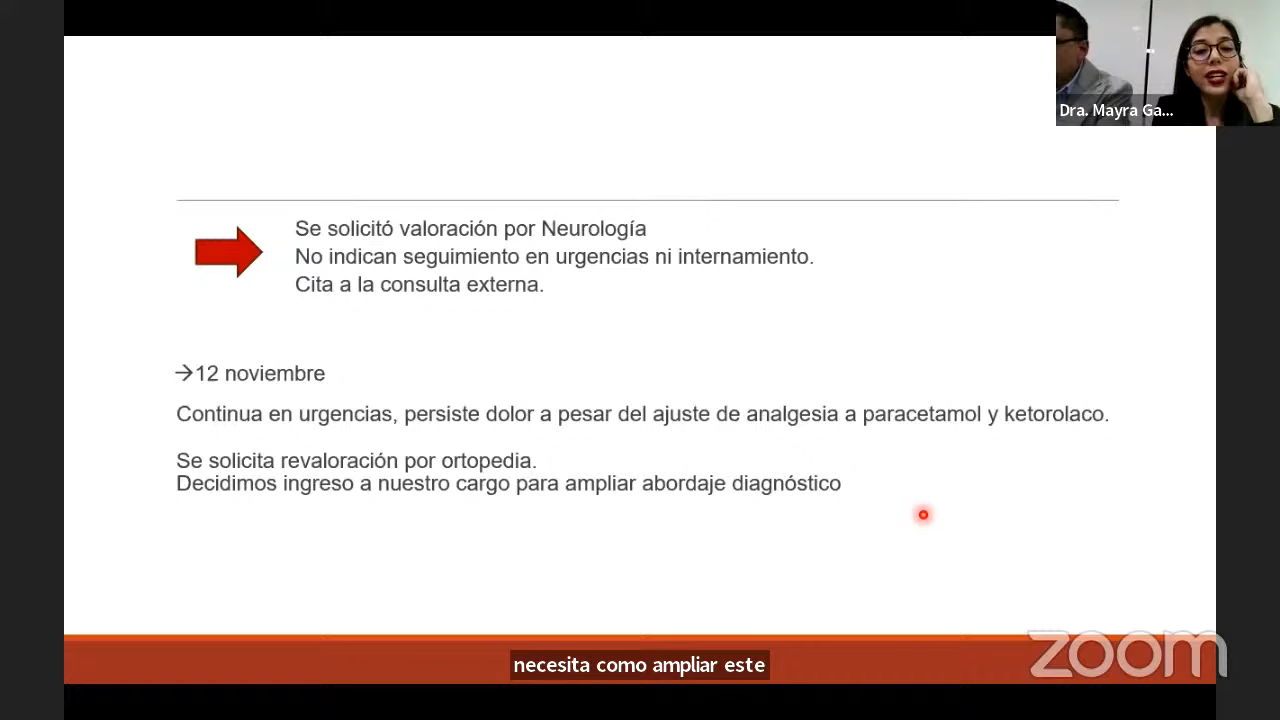 Dra. Mayra Ga...
Se solicitó valoración por Neurología
No indican seguimiento en urgencias ni internamiento.
Cita a la consulta externa.
→12 noviembre
Continua en urgencias, persiste dolor a pesar del ajuste de analgesia a paracetamol y ketorolaco.
Se solicita revaloración por ortopedia.
Decidimos ingreso a nuestro cargo para ampliar abordaje diagnóstico
necesita como ampliar este
zoom